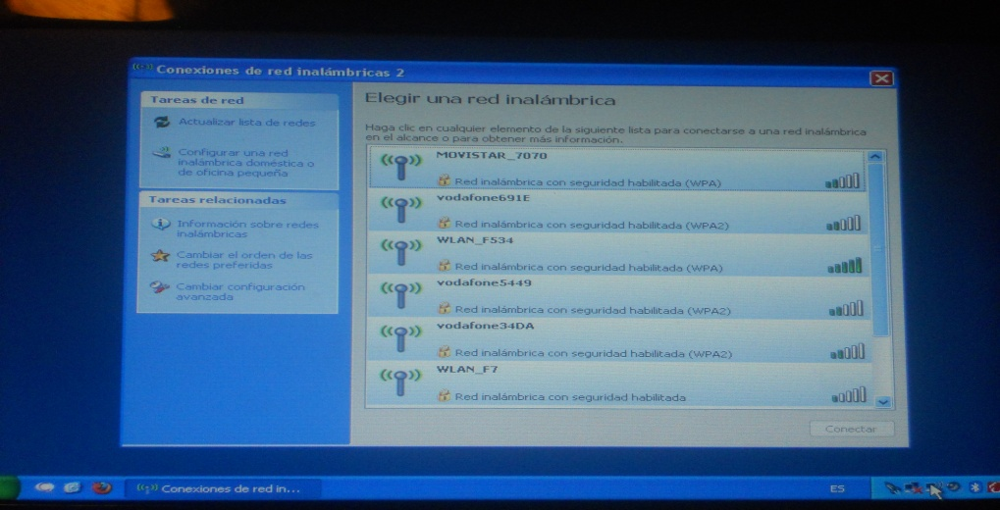 Conexiones de red inalámbricas 2
Tareas de red
Actualizar lista de redes
Configurar una red
inalámbrica doméstica o
de oficina pequeña
Tareas relacionadas
Información sobre redes
inalámbricas
Cambiar el orden de las
redes preferidas
Cambiar configuración
avanzada
Elegir una red inalámbrica
Haga clic en cualquier elemento de la siguiente lista para conectarse a una red inalámbrica
en el alcance o para obtener más información.
MOVISTAR_7070
Red inalámbrica con seguridad habilitada (WPA)
vodafone691E
Red inalámbrica con seguridad habilitada (WPA2)
WLAN_F534
Red inalámbrica con seguridad habilitada (WPA)
vodafone5449
Red inalámbrica con seguridad habilitada (WPA2)
vodafone34DA
Red inalámbrica con seguridad habilitada (WPA2)
WLAN_F7
Red inalámbrica con seguridad habilitada
Conectar
Conexiones de red in...
ES